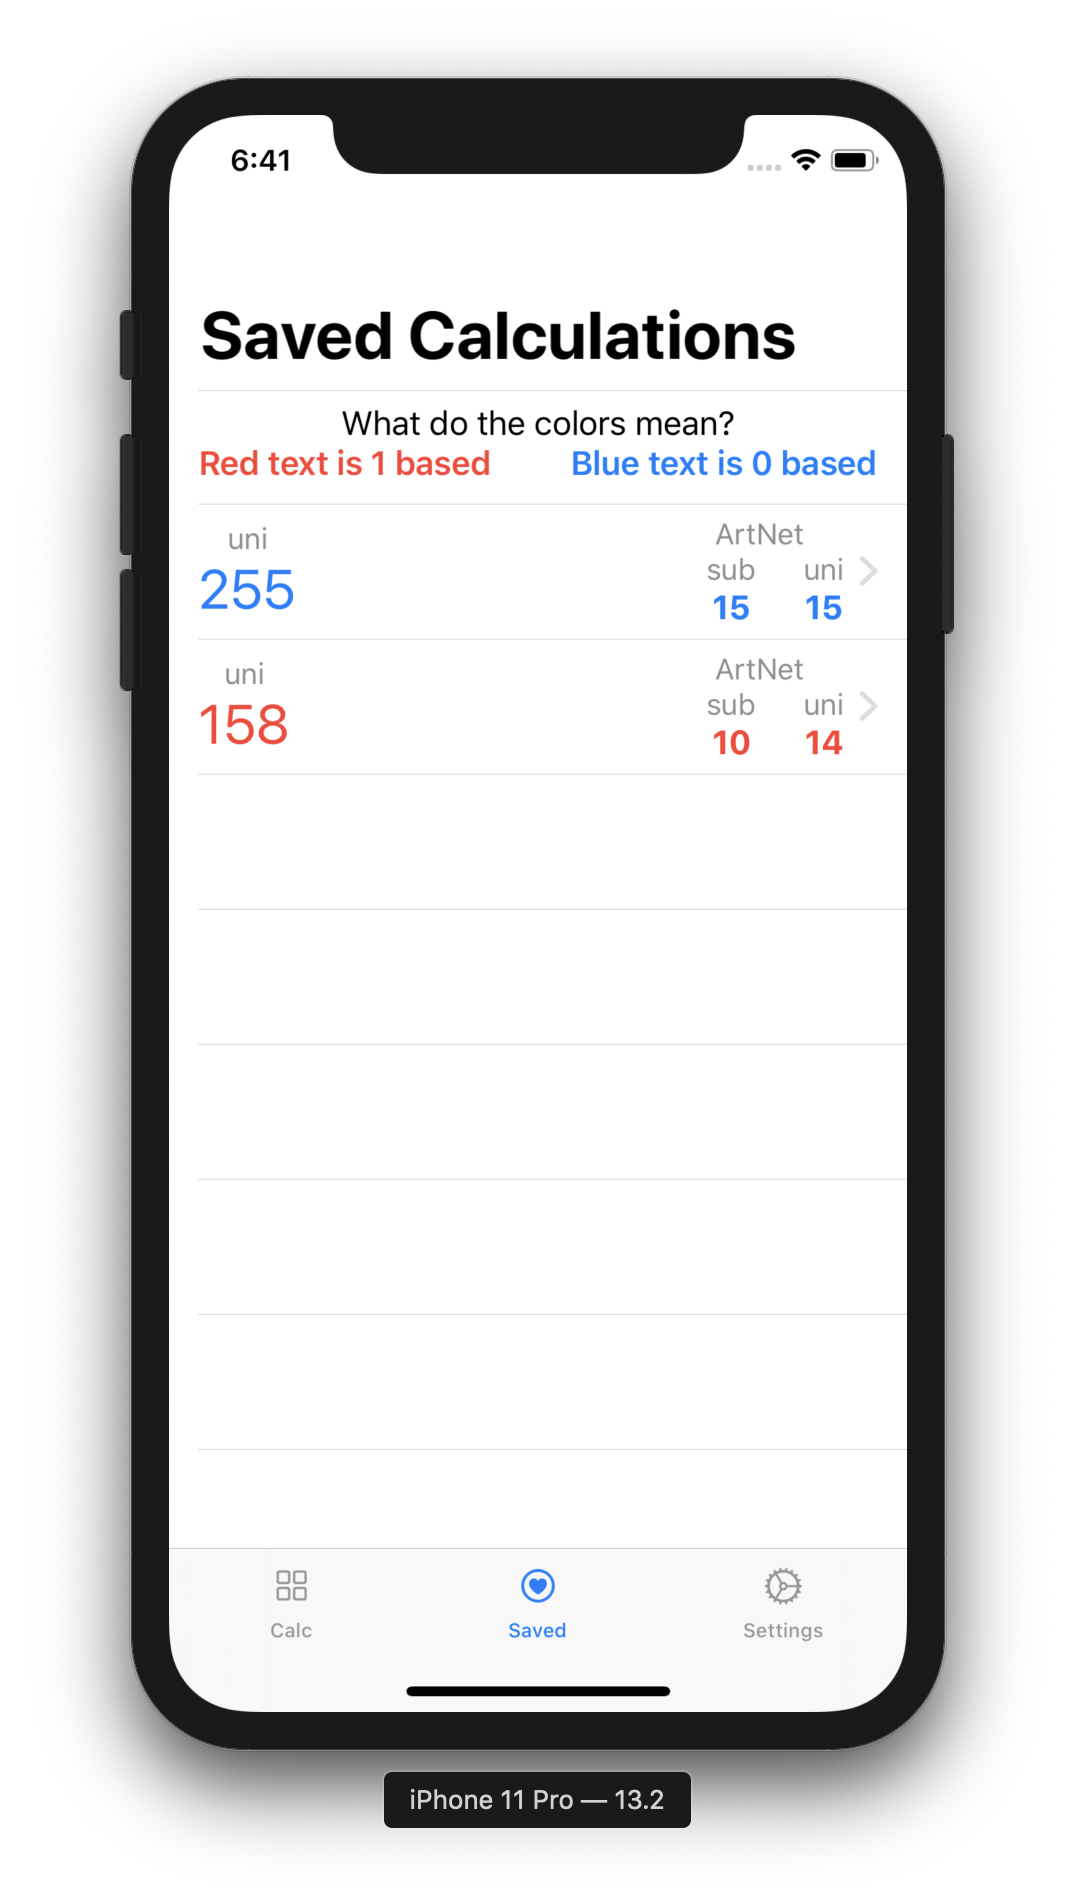 6:41
Saved Calculations
What do the colors mean?
Red text is 1 based Blue text is 0 based
uni
255
ArtNet
sub uni
15 15
uni
158
ArtNet
sub uni
10 14
Calc Saved Settings
iPhone 11 Pro — 13.2